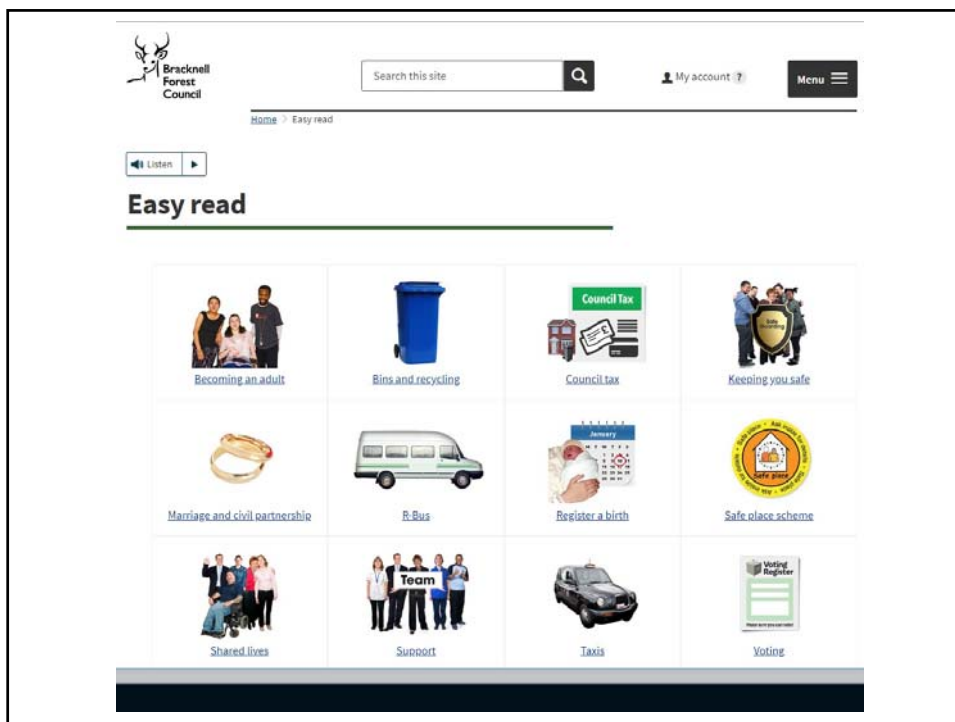 Bracknell
Forest
Council
Search this site
My account ?
Menu
Home > Easy read
Listen
Easy read
Council Tax
Becoming an adult
Bins and recycling
Council tax
Keeping you safe
January
Safe place
Marriage and civil partnership
R-Bus
Register a birth
Safe place scheme
Team
Voting
Register
Shared lives
Support
Taxis
Voting